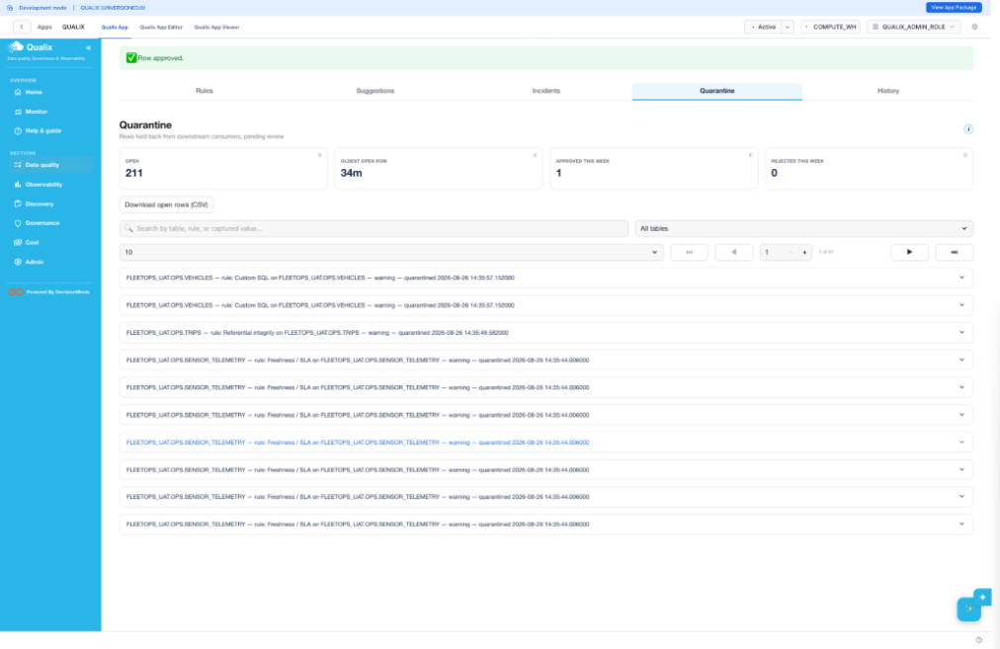 Development mode | QUALIX (UNVERSIONED)
View App Package
Apps QUALIX
Qualix App Qualix App Editor Qualix App Viewer
Active COMPUTE_WH QUALIX_ADMIN_ROLE
Qualix
Data quality, Governance & Observability
OVERVIEW
Home
Monitor
Help & guide
SECTIONS
Data quality
Observability
Discovery
Governance
Cost
Admin
Powered By DecisionMinds
Row approved.
Rules Suggestions Incidents Quarantine History
Quarantine
Rows held back from downstream consumers, pending review
OPEN
211
OLDEST OPEN ROW
34m
APPROVED THIS WEEK
1
REJECTED THIS WEEK
0
Download open rows (CSV)
Search by table, rule, or captured value...
All tables
10
1 - +
FLEETOPS_UAT.OPS.VEHICLES — rule: Custom SQL on FLEETOPS_UAT.OPS.VEHICLES — warning — quarantined 2026-08-26 14:35:57.152000
FLEETOPS_UAT.OPS.VEHICLES — rule: Custom SQL on FLEETOPS_UAT.OPS.VEHICLES — warning — quarantined 2026-08-26 14:35:57.152000
FLEETOPS_UAT.OPS.TRIPS — rule: Referential integrity on FLEETOPS_UAT.OPS.TRIPS — warning — quarantined 2026-08-26 14:35:49.582000
FLEETOPS_UAT.OPS.SENSOR_TELEMETRY — rule: Freshness / SLA on FLEETOPS_UAT.OPS.SENSOR_TELEMETRY — warning — quarantined 2026-08-26 14:35:44.006000
FLEETOPS_UAT.OPS.SENSOR_TELEMETRY — rule: Freshness / SLA on FLEETOPS_UAT.OPS.SENSOR_TELEMETRY — warning — quarantined 2026-08-26 14:35:44.006000
FLEETOPS_UAT.OPS.SENSOR_TELEMETRY — rule: Freshness / SLA on FLEETOPS_UAT.OPS.SENSOR_TELEMETRY — warning — quarantined 2026-08-26 14:35:44.006000
FLEETOPS_UAT.OPS.SENSOR_TELEMETRY — rule: Freshness / SLA on FLEETOPS_UAT.OPS.SENSOR_TELEMETRY — warning — quarantined 2026-08-26 14:35:44.006000
FLEETOPS_UAT.OPS.SENSOR_TELEMETRY — rule: Freshness / SLA on FLEETOPS_UAT.OPS.SENSOR_TELEMETRY — warning — quarantined 2026-08-26 14:35:44.006000
FLEETOPS_UAT.OPS.SENSOR_TELEMETRY — rule: Freshness / SLA on FLEETOPS_UAT.OPS.SENSOR_TELEMETRY — warning — quarantined 2026-08-26 14:35:44.006000
FLEETOPS_UAT.OPS.SENSOR_TELEMETRY — rule: Freshness / SLA on FLEETOPS_UAT.OPS.SENSOR_TELEMETRY — warning — quarantined 2026-08-26 14:35:44.006000